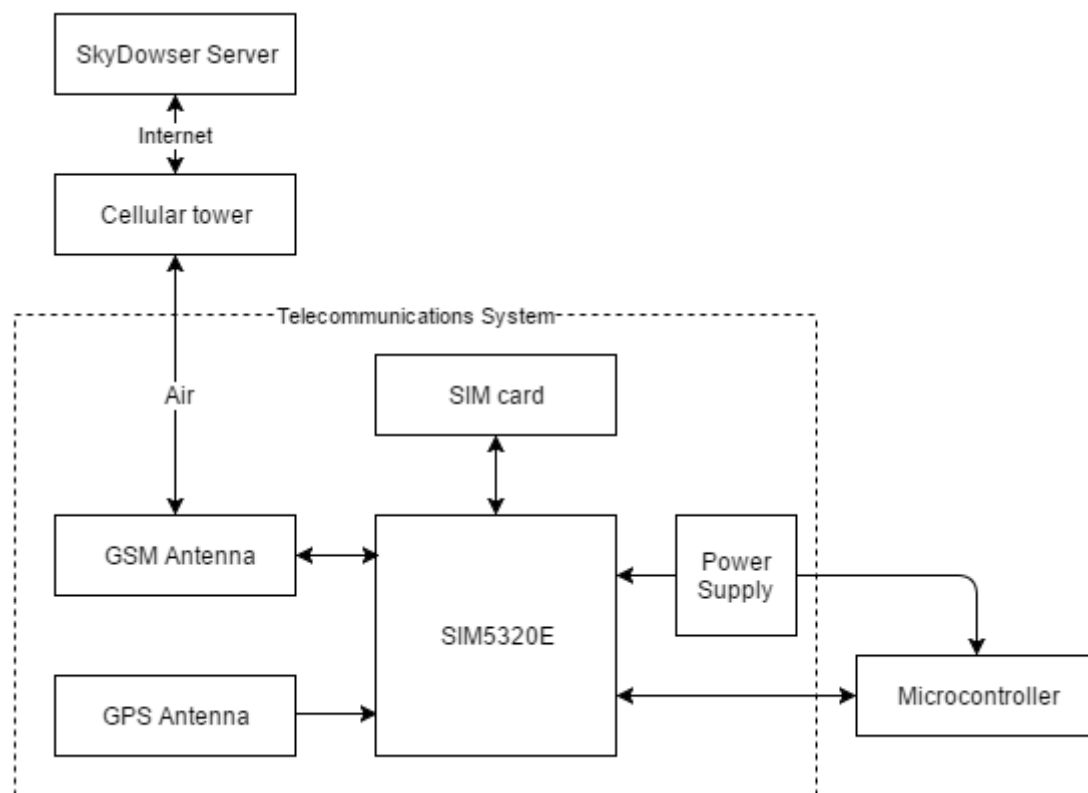 SkyDowser Server
Internet
Cellular tower
Telecommunications System
Air
SIM card
GSM Antenna
Power
Supply
SIM5320E
GPS Antenna
Microcontroller